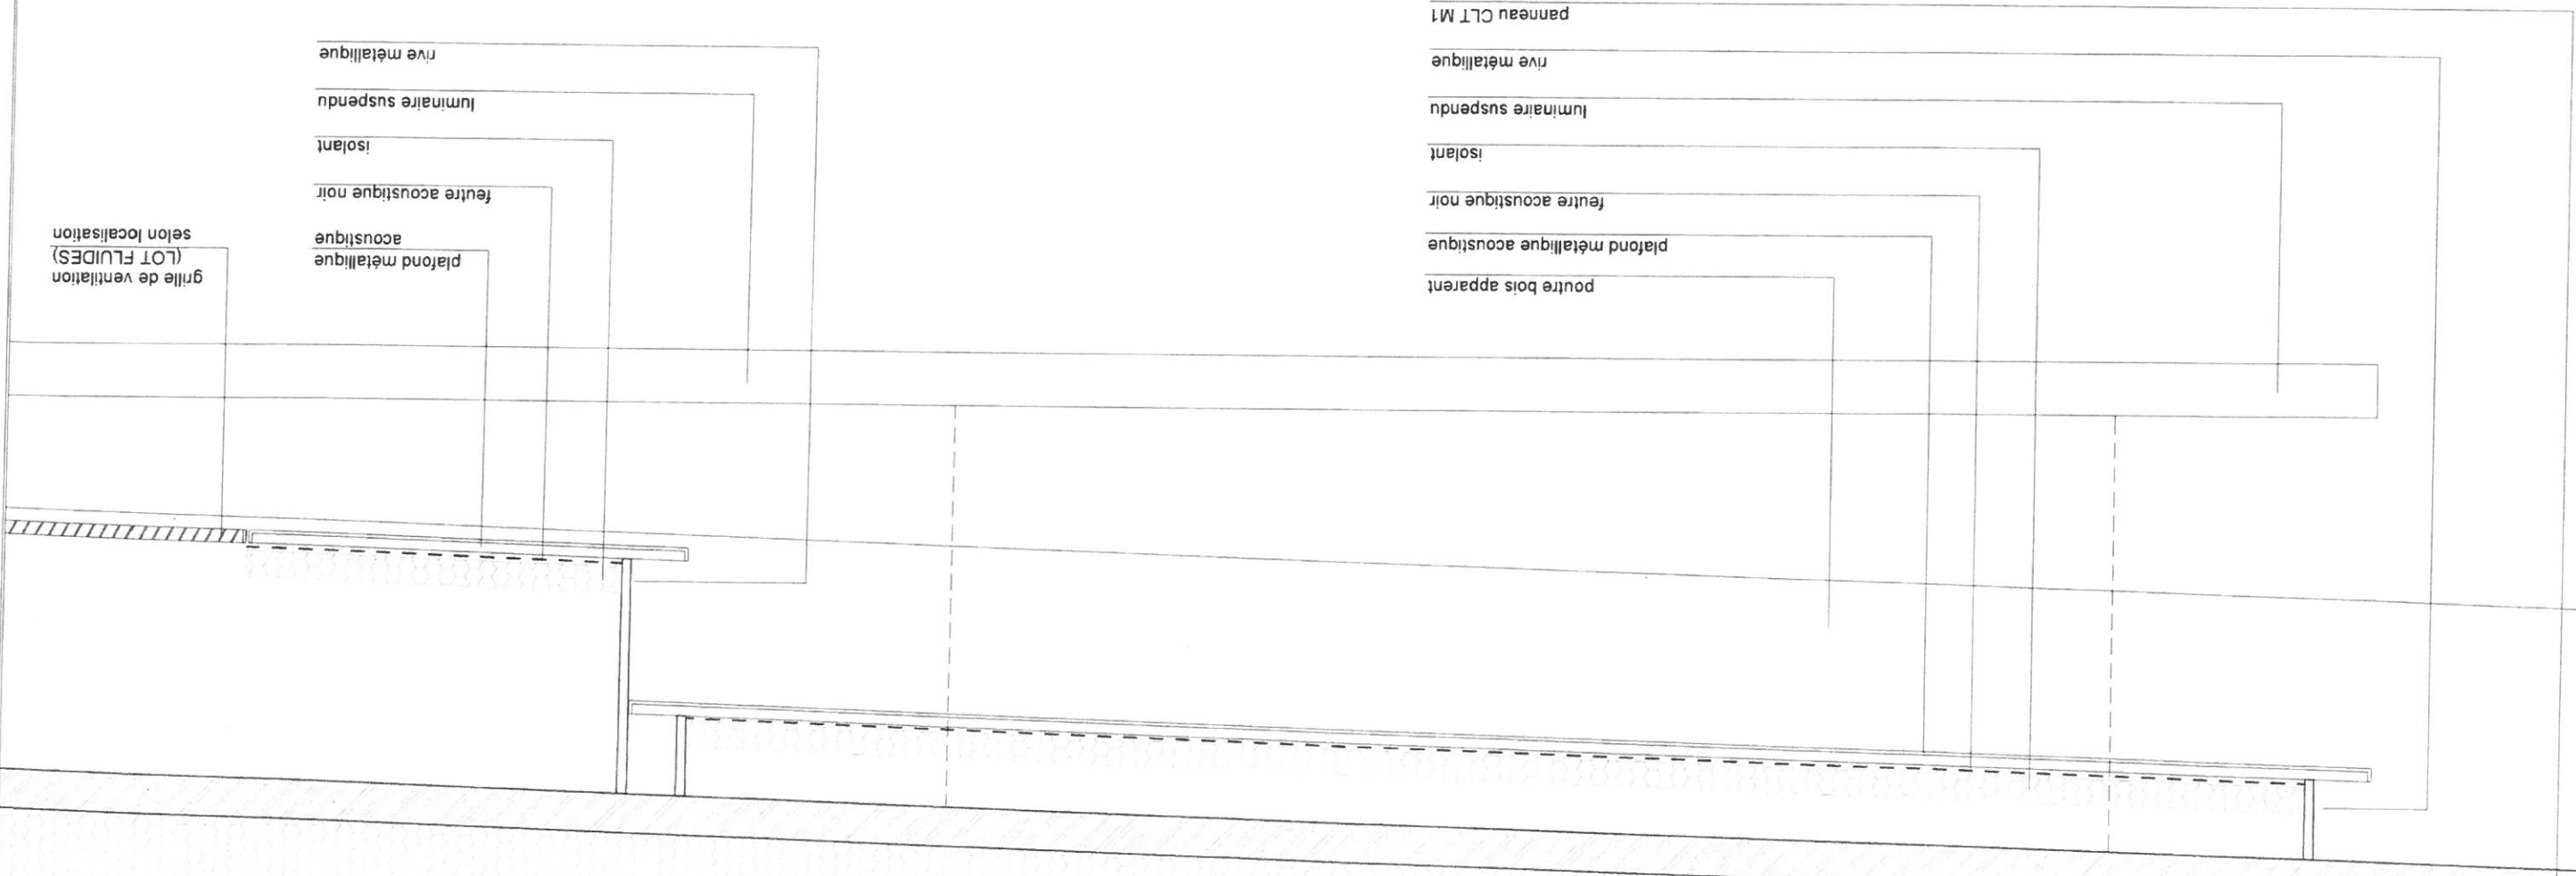 poutre bois apparent
plafond métallique acoustique
feutre acoustique noir
isolant
luminaire suspendu
rive métallique
panneau CLT M1
plafond métallique
acoustique
feutre acoustique noir
isolant
luminaire suspendu
rive métallique
grille de ventilation
(LOT FLUIDES)
selon localisation